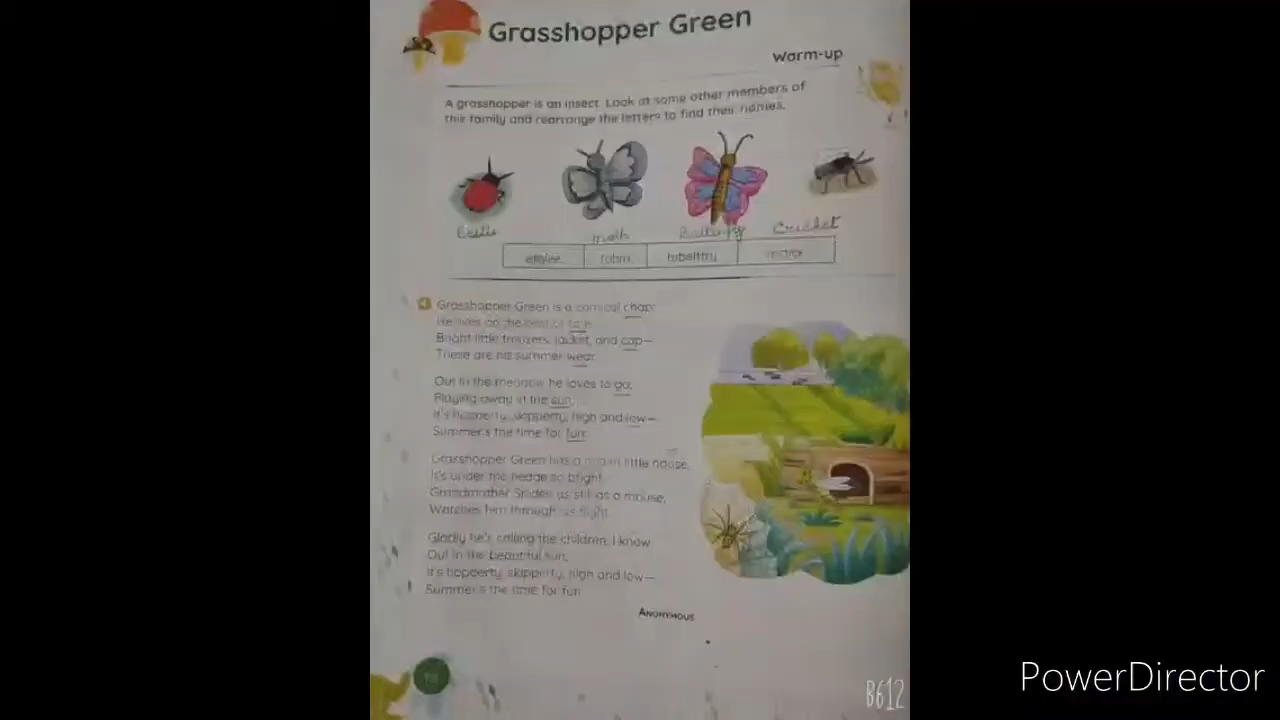 Grasshopper Green
Warm-up
A grasshopper is an insect. Look at some other members of
this family and rearrange the letters to find their names.
moth
Butterfly
Cricket
Grasshopper Green is a comical chap;
He lives on the best of fare.
Bright little trousers, jacket, and cap—
These are his summer wear.
Out in the meadow he loves to go,
Playing away in the sun;
It's hopperty, skipperty, high and low—
Summer's the time for fun.
Grasshopper Green has a little house,
It's under the hedge so bright.
Grandmother Spider, as still as a mouse,
Watches him through his flight.
Gladly he's calling the children, I know
Out in the beautiful sun;
It's hopperty, skipperty, high and low—
Summer's the time for fun.
ANONYMOUS
B612
PowerDirector